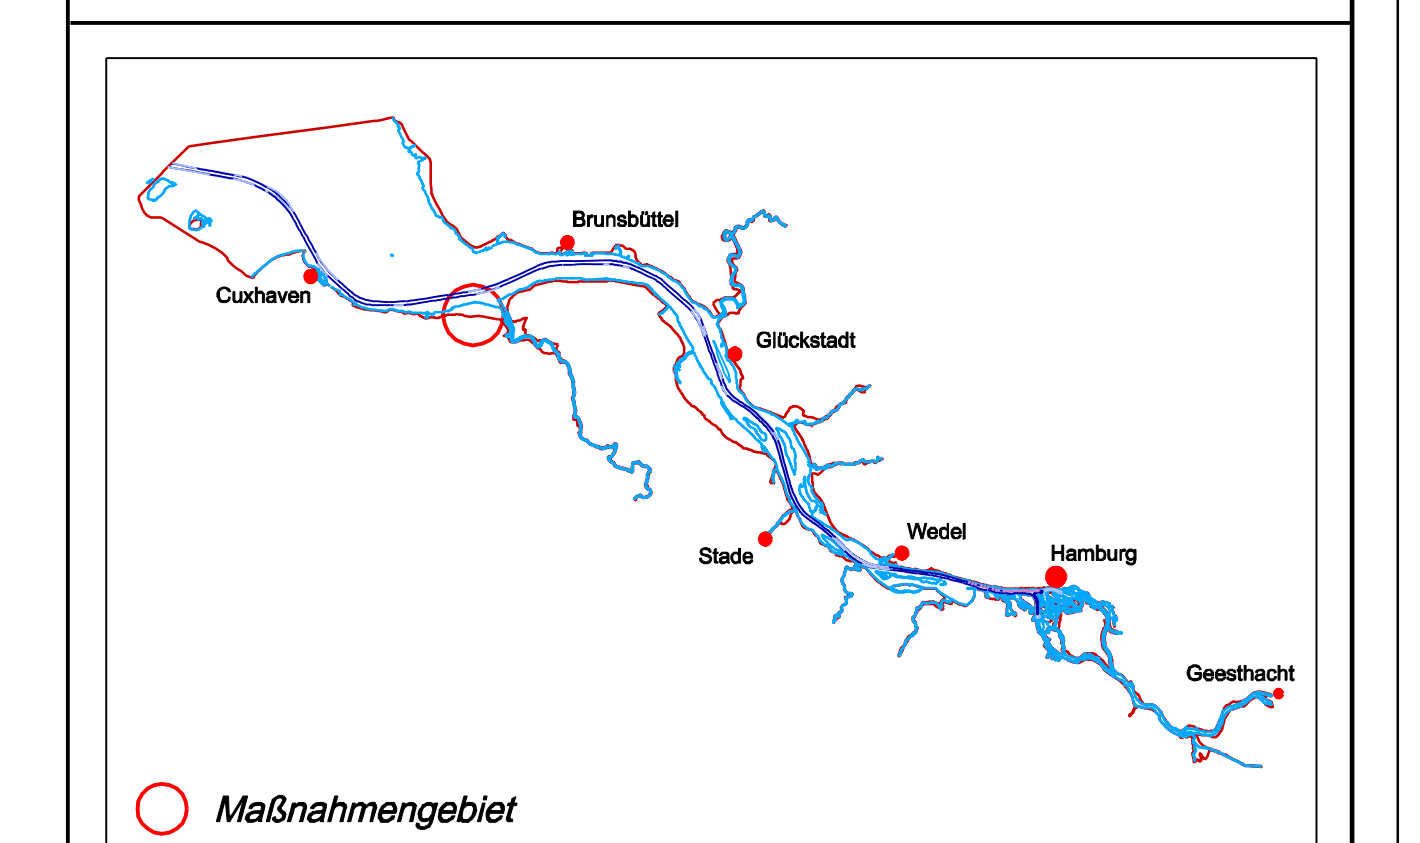 Brunsbüttel
Cuxhaven
Glückstadt
Wedel
Stade
Hamburg
Geesthacht
Maßnahmengebiet